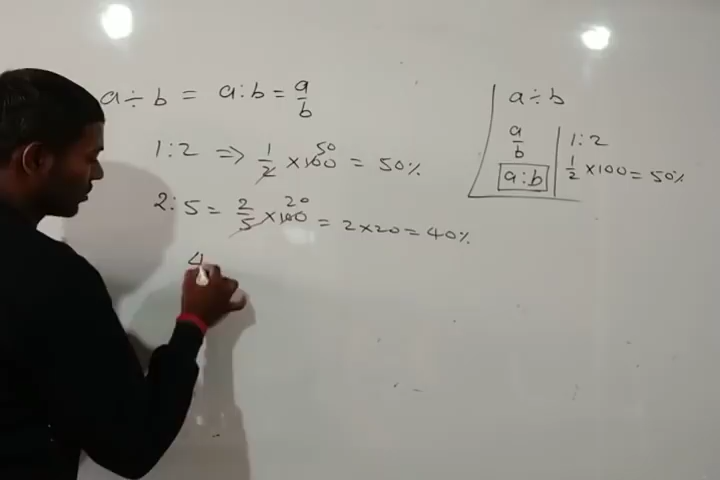 a ÷ b = a : b = a/b
1 : 2 => 1/2 × 100 50 = 50%
2 : 5 = 2/5 × 100 20 = 2 × 20 = 40%
4
a ÷ b
a/b
a : b
1 : 2
1/2 × 100 = 50%